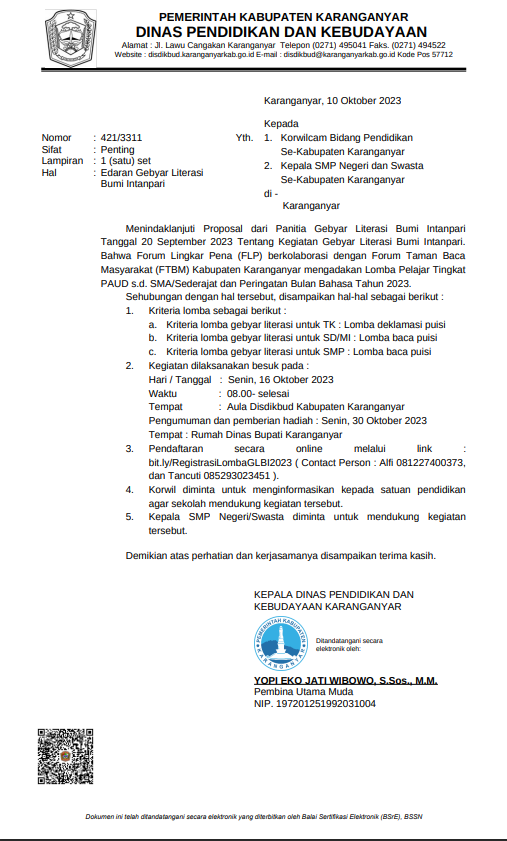 PEMERINTAH KABUPATEN KARANGANYAR
DINAS PENDIDIKAN DAN KEBUDAYAAN
Alamat : Jl. Lawu Cangakan Karanganyar Telepon (0271) 495041 Faks. (0271) 494522
Website : disdikbud.karanganyarkab.go.id E-mail : disdikbud@karanganyarkab.go.id Kode Pos 57712
Karanganyar, 10 Oktober 2023
Kepada
Nomor : 421/3311
Sifat : Penting
Lampiran : 1 (satu) set
Hal : Edaran Gebyar Literasi
Bumi Intanpari
Yth. 1. Korwilcam Bidang Pendidikan
Se-Kabupaten Karanganyar
2. Kepala SMP Negeri dan Swasta
Se-Kabupaten Karanganyar
di -
Karanganyar
Menindaklanjuti Proposal dari Panitia Gebyar Literasi Bumi Intanpari
Tanggal 20 September 2023 Tentang Kegiatan Gebyar Literasi Bumi Intanpari.
Bahwa Forum Lingkar Pena (FLP) berkolaborasi dengan Forum Taman Baca
Masyarakat (FTBM) Kabupaten Karanganyar mengadakan Lomba Pelajar Tingkat
PAUD s.d. SMA/Sederajat dan Peringatan Bulan Bahasa Tahun 2023.
Sehubungan dengan hal tersebut, disampaikan hal-hal sebagai berikut :
1. Kriteria lomba sebagai berikut :
a. Kriteria lomba gebyar literasi untuk TK : Lomba deklamasi puisi
b. Kriteria lomba gebyar literasi untuk SD/MI : Lomba baca puisi
c. Kriteria lomba gebyar literasi untuk SMP : Lomba baca puisi
2. Kegiatan dilaksanakan besuk pada :
Hari / Tanggal : Senin, 16 Oktober 2023
Waktu : 08.00- selesai
Tempat : Aula Disdikbud Kabupaten Karanganyar
Pengumuman dan pemberian hadiah : Senin, 30 Oktober 2023
Tempat : Rumah Dinas Bupati Karanganyar
3. Pendaftaran secara online melalui link :
bit.ly/RegistrasiLombaGLBI2023 ( Contact Person : Alfi 081227400373,
dan Tancuti 085293023451 ).
4. Korwil diminta untuk menginformasikan kepada satuan pendidikan
agar sekolah mendukung kegiatan tersebut.
5. Kepala SMP Negeri/Swasta diminta untuk mendukung kegiatan
tersebut.
Demikian atas perhatian dan kerjasamanya disampaikan terima kasih.
KEPALA DINAS PENDIDIKAN DAN
KEBUDAYAAN KARANGANYAR
PEMERINTAH KABUPATEN
KARANGANYAR
Ditandatangani secara
elektronik oleh:
YOPI EKO JATI WIBOWO, S.Sos., M.M.
Pembina Utama Muda
NIP. 197201251992031004
Dokumen ini telah ditandatangani secara elektronik yang diterbitkan oleh Balai Sertifikasi Elektronik (BSrE), BSSN